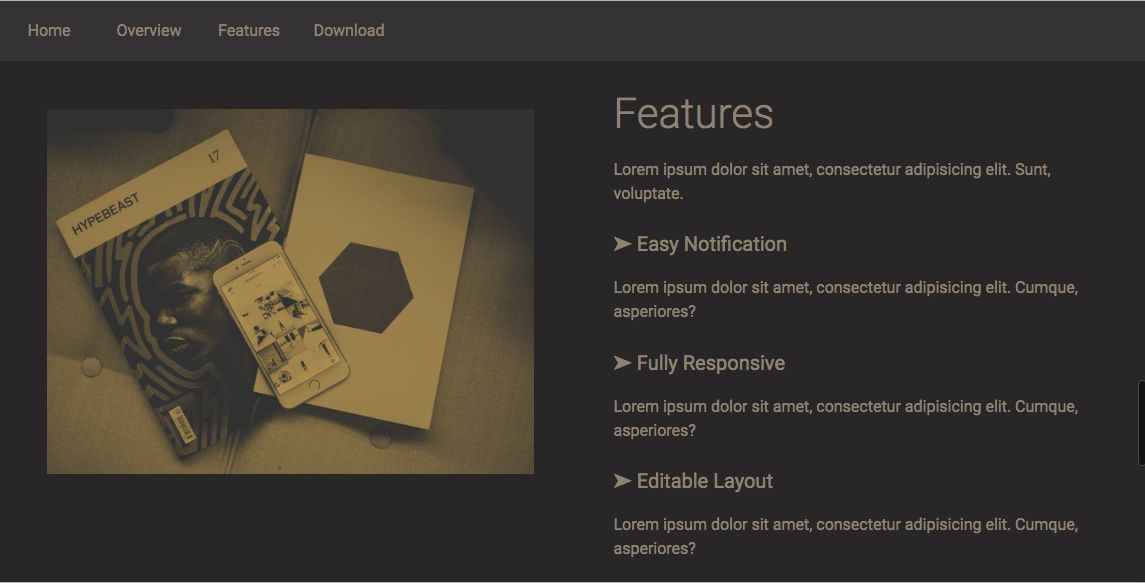 Home Overview Features Download
HYPEBEAST
17
Features
Lorem ipsum dolor sit amet, consectetur adipisicing elit. Sunt,
voluptate.
➤ Easy Notification
Lorem ipsum dolor sit amet, consectetur adipisicing elit. Cumque,
asperiores?
➤ Fully Responsive
Lorem ipsum dolor sit amet, consectetur adipisicing elit. Cumque,
asperiores?
➤ Editable Layout
Lorem ipsum dolor sit amet, consectetur adipisicing elit. Cumque,
asperiores?